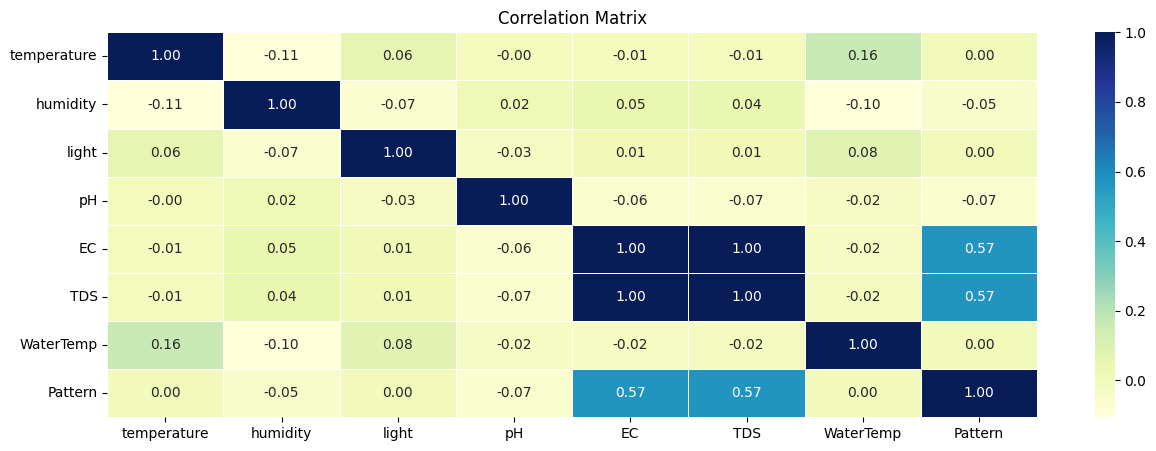 Correlation Matrix
temperature 1.00 -0.11 0.06 -0.00 -0.01 -0.01 0.16 0.00
humidity -0.11 1.00 -0.07 0.02 0.05 0.04 -0.10 -0.05
light 0.06 -0.07 1.00 -0.03 0.01 0.01 0.08 0.00
pH -0.00 0.02 -0.03 1.00 -0.06 -0.07 -0.02 -0.07
EC -0.01 0.05 0.01 -0.06 1.00 1.00 -0.02 0.57
TDS -0.01 0.04 0.01 -0.07 1.00 1.00 -0.02 0.57
WaterTemp 0.16 -0.10 0.08 -0.02 -0.02 -0.02 1.00 0.00
Pattern 0.00 -0.05 0.00 -0.07 0.57 0.57 0.00 1.00
temperature humidity light pH EC TDS WaterTemp Pattern
1.0
0.8
0.6
0.4
0.2
0.0